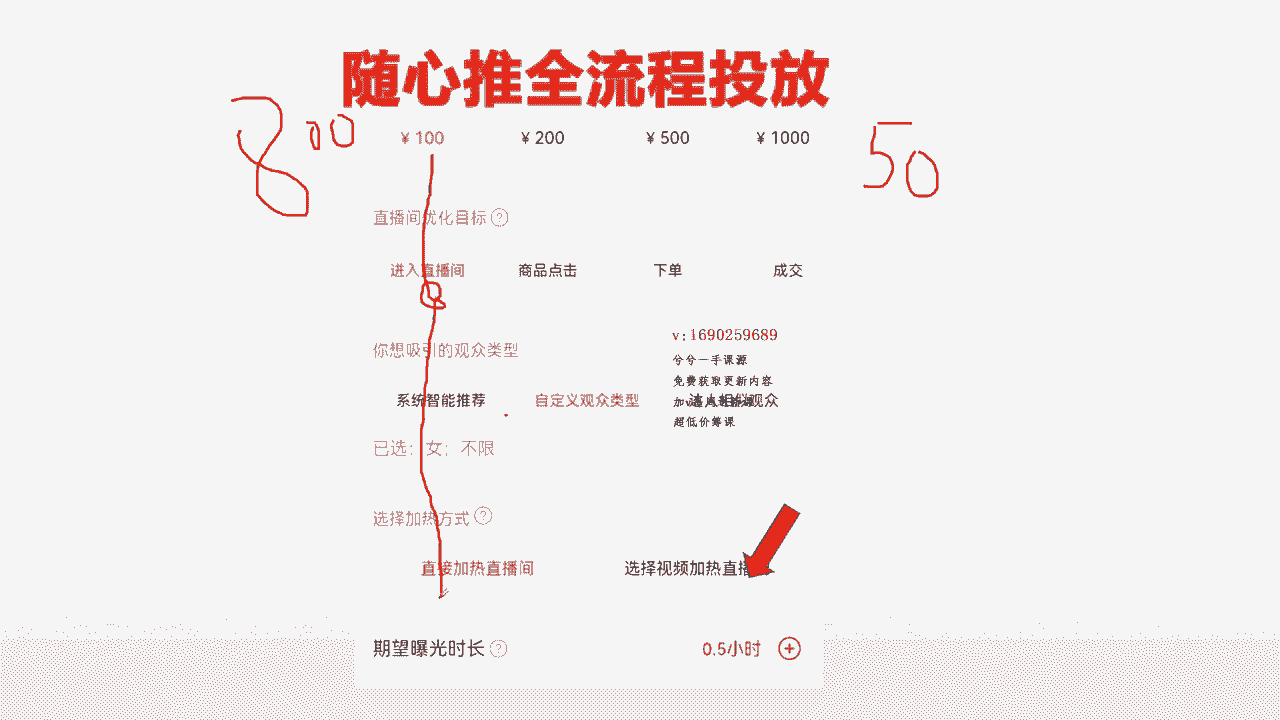 随心推全流程投放
800 ¥100 ¥200 ¥500 ¥1000 50
直播间优化目标 ?
进入直播间 商品点击 下单 成交
v:1690259689
你想吸引的观众类型
兮兮一手课源
免费获取更新内容
系统智能推荐 自定义观众类型 达人相似观众
超低价筹课
已选：女；不限
选择加热方式 ?
直接加热直播间 选择视频加热直播
期望曝光时长 ? 0.5小时 +